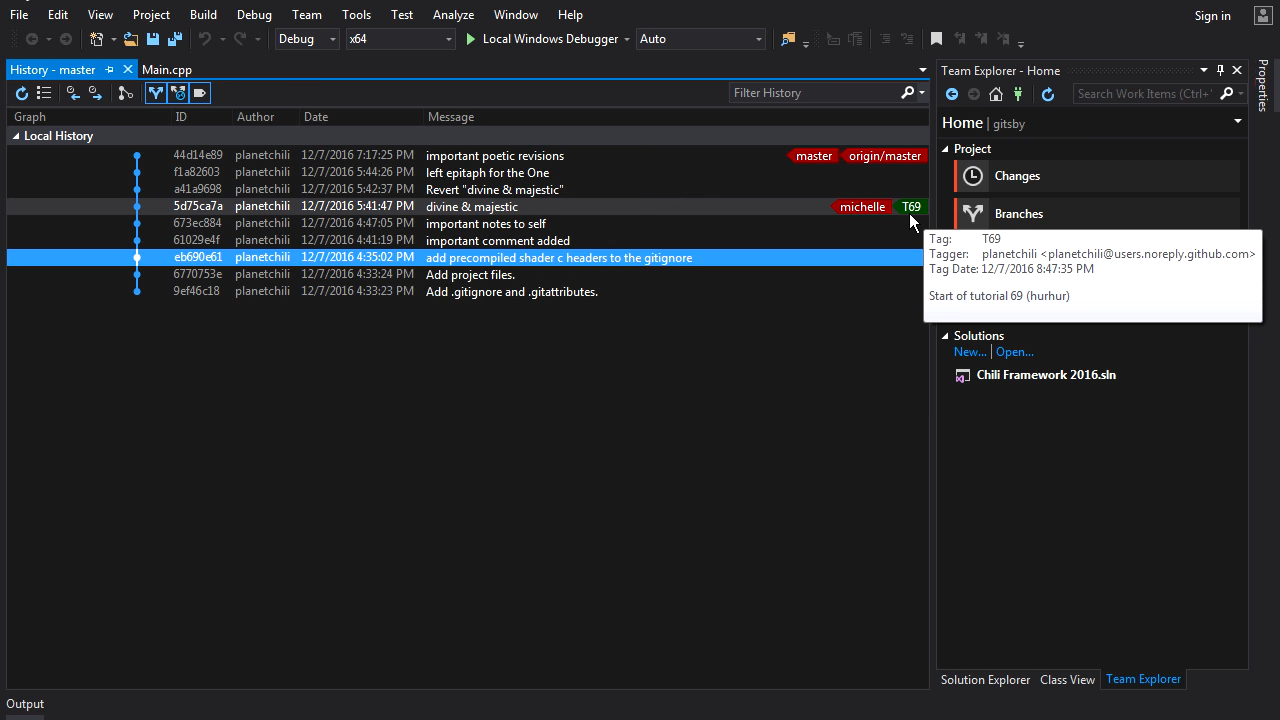 File Edit View Project Build Debug Team Tools Test Analyze Window Help Sign in
Debug x64 Local Windows Debugger Auto
History - master Main.cpp
Team Explorer - Home
Properties
Filter History
Search Work Items (Ctrl+'
Graph ID Author Date Message
Home | gitsby
Local History
Project
44d14e89 planetchili 12/7/2016 7:17:25 PM important poetic revisions master origin/master
f1a82603 planetchili 12/7/2016 5:44:26 PM left epitaph for the One
Changes
a41a9698 planetchili 12/7/2016 5:42:37 PM Revert "divine & majestic"
5d75ca7a planetchili 12/7/2016 5:41:47 PM divine & majestic michelle T69
Branches
673ec884 planetchili 12/7/2016 4:47:05 PM important notes to self
61029e4f planetchili 12/7/2016 4:41:19 PM important comment added
eb690e61 planetchili 12/7/2016 4:35:02 PM add precompiled shader c headers to the gitignore
6770753e planetchili 12/7/2016 4:33:24 PM Add project files.
9ef46c18 planetchili 12/7/2016 4:33:23 PM Add .gitignore and .gitattributes.
Tag: T69
Tagger: planetchili <planetchili@users.noreply.github.com>
Tag Date: 12/7/2016 8:47:35 PM
Start of tutorial 69 (hurhur)
Solutions
New... | Open...
Chili Framework 2016.sln
Solution Explorer Class View Team Explorer
Output